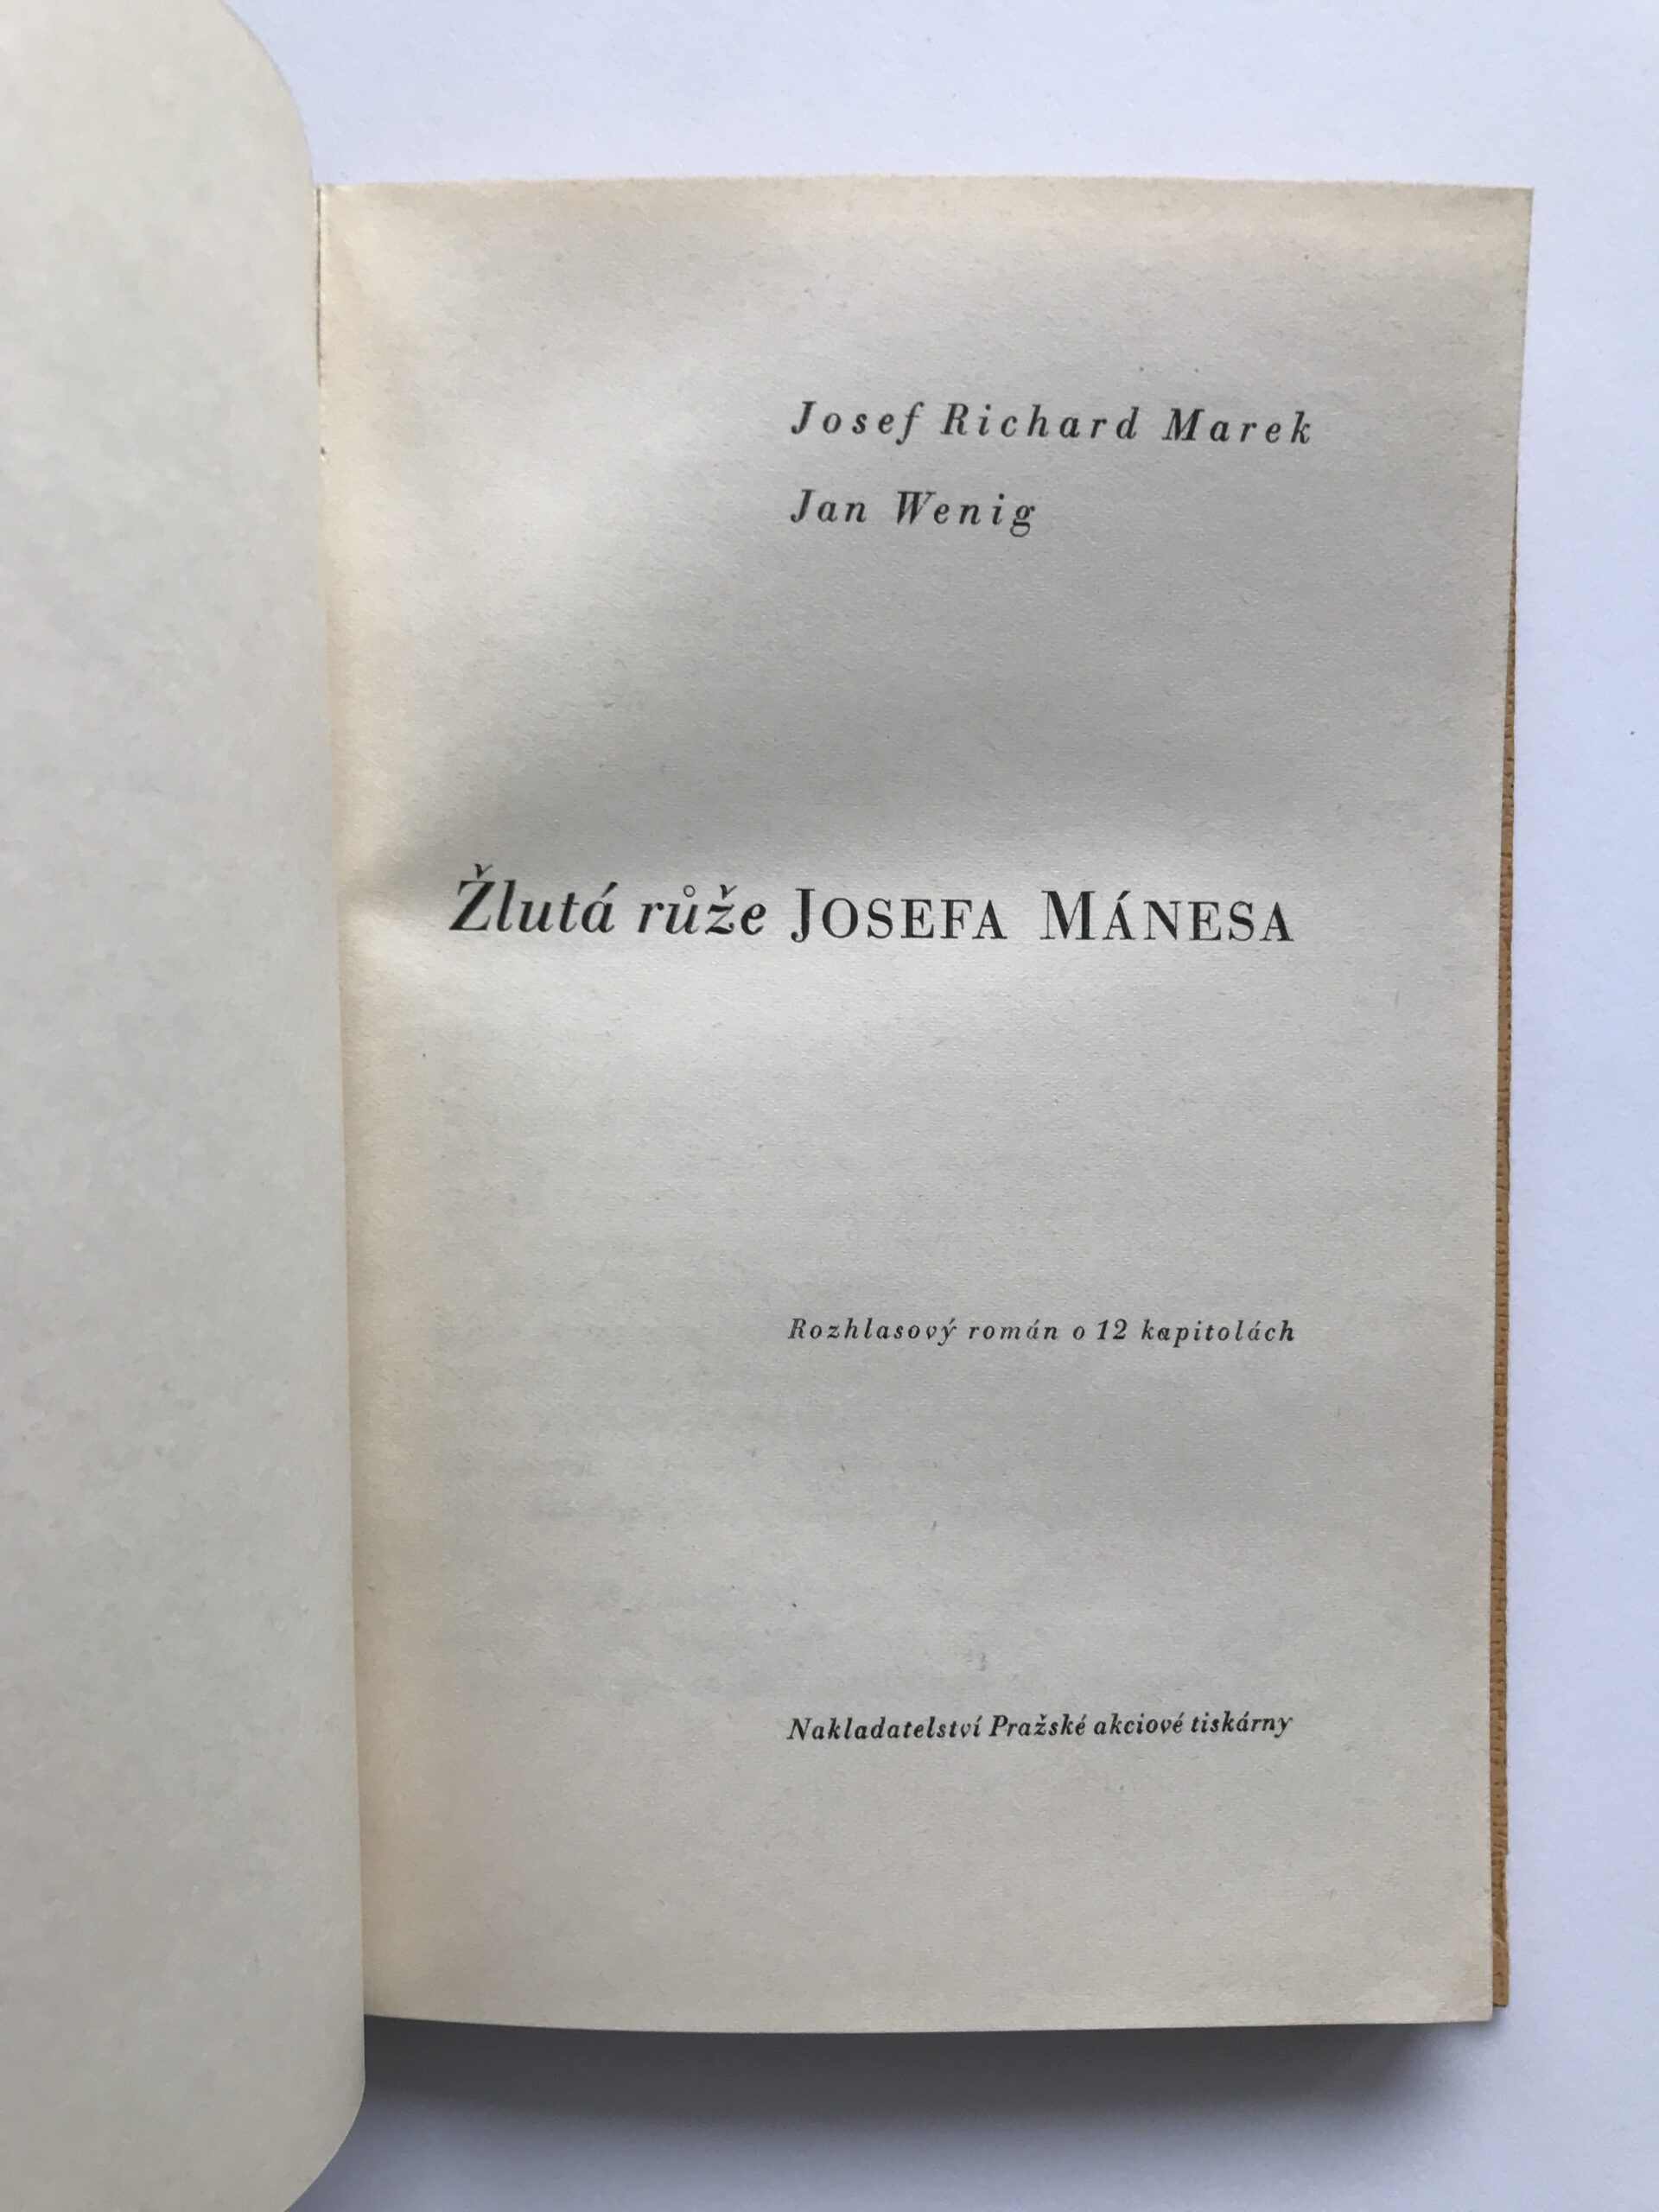 Josef Richard Marek
Jan Wenig
Žlutá růže JOSEFA MÁNESA
Rozhlasový román o 12 kapitolách
Nakladatelství Pražské akciové tiskárny